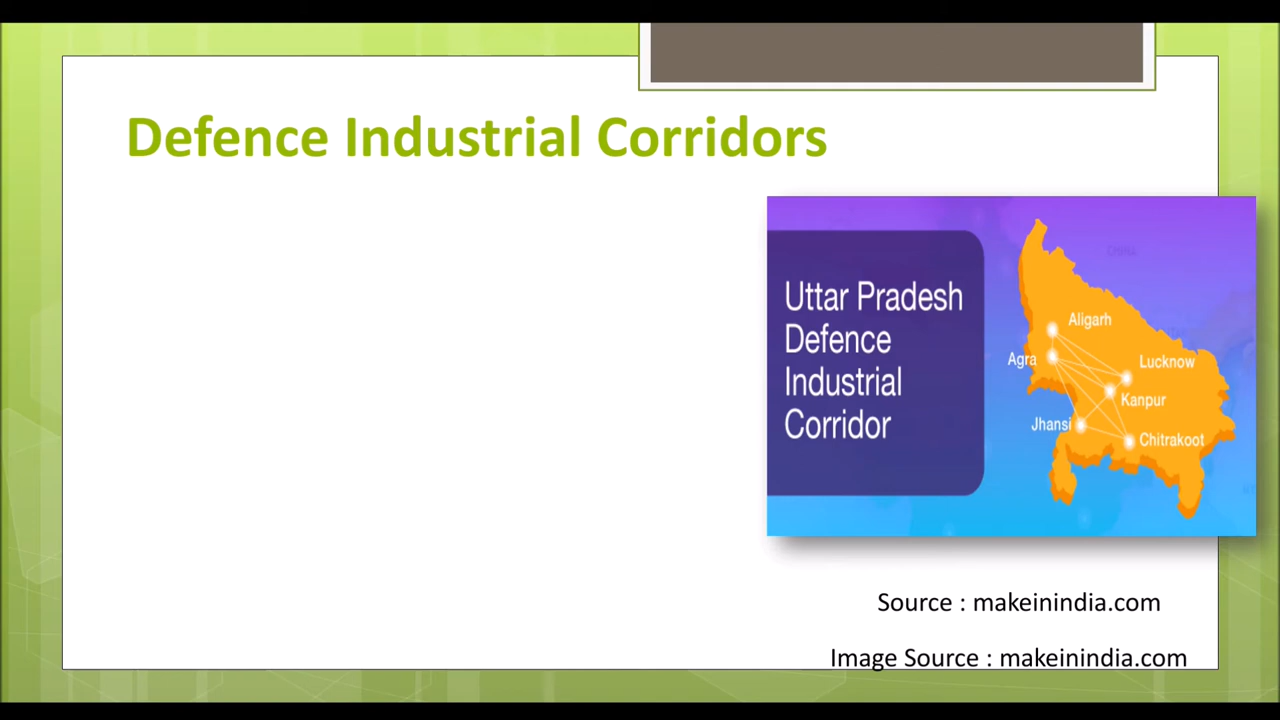 Defence Industrial Corridors
Uttar Pradesh
Defence
Industrial
Corridor
CHINA
Aligarh
Agra
Lucknow
Kanpur
Jhansi
Chitrakoot
Source : makeinindia.com
Image Source : makeinindia.com